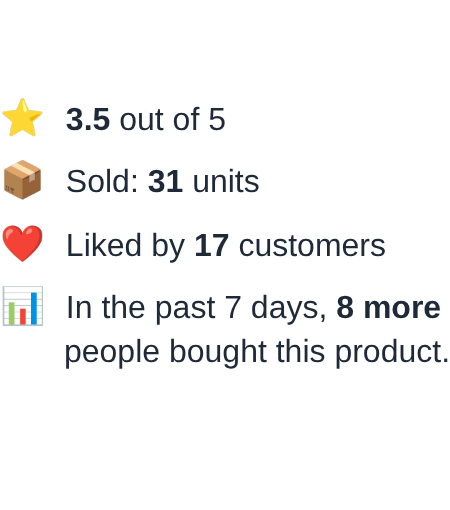 3.5 out of 5
Sold: 31 units
Liked by 17 customers
In the past 7 days, 8 more
people bought this product.